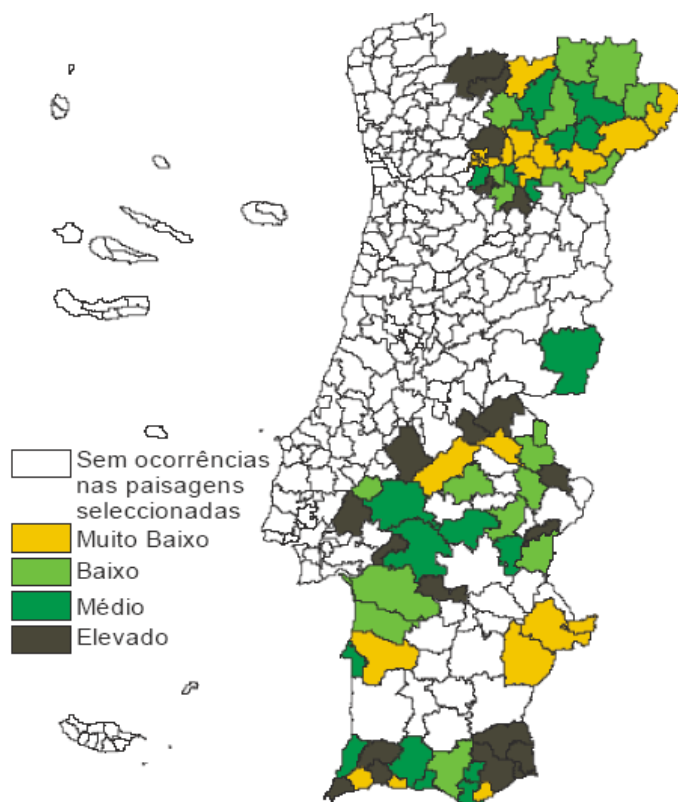 Sem ocorrências
nas paisagens
seleccionadas
Muito Baixo
Baixo
Médio
Elevado